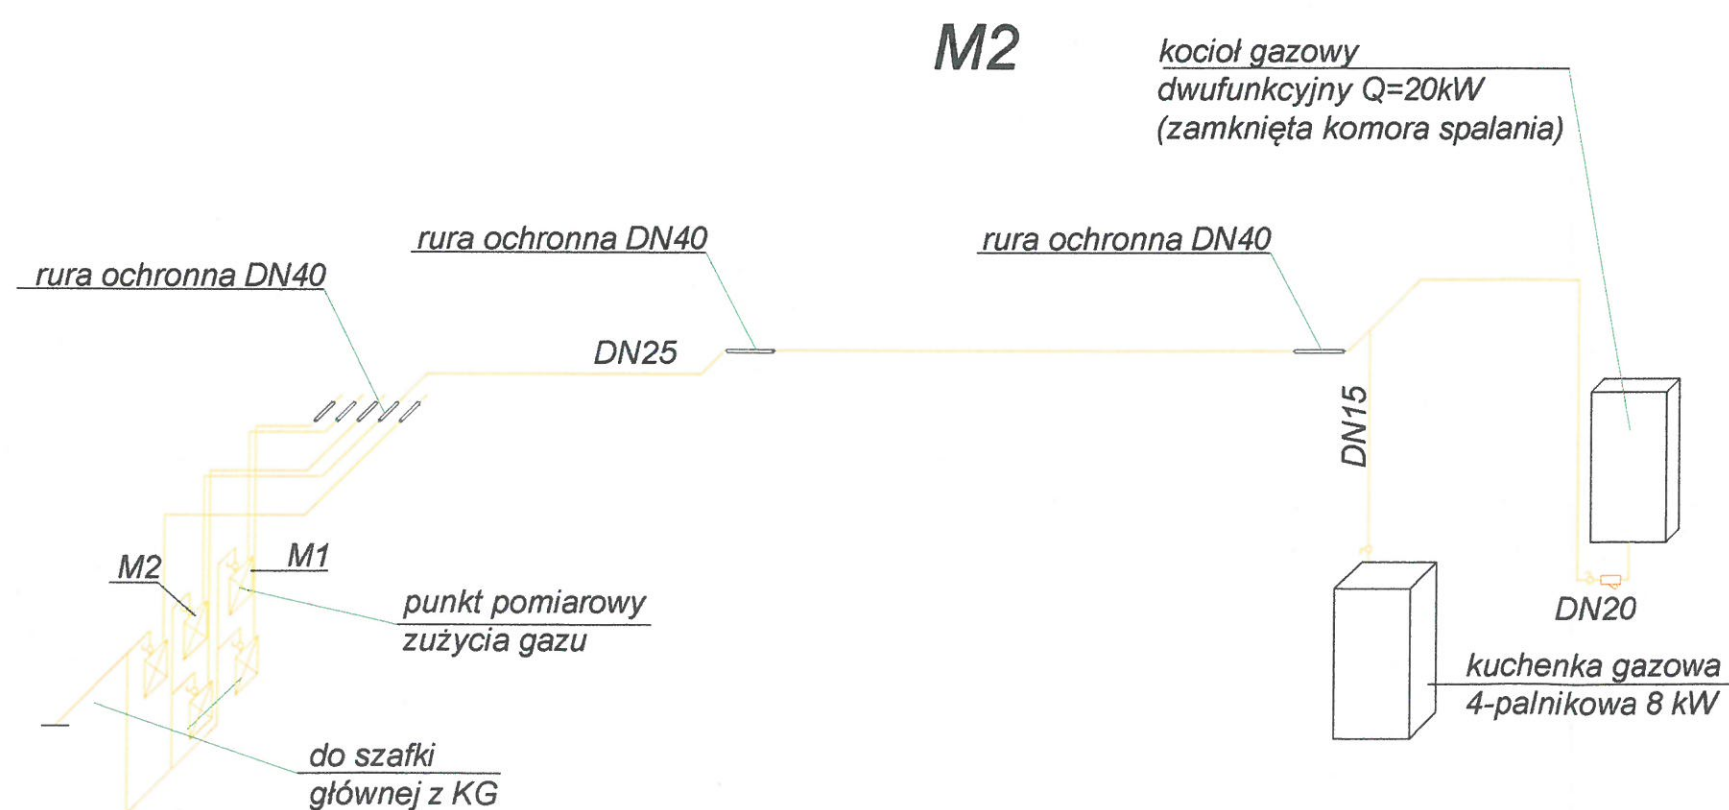 M2
kocioł gazowy
dwufunkcyjny Q=20kW
(zamknięta komora spalania)
rura ochronna DN40
rura ochronna DN40
rura ochronna DN40
DN25
DN15
M2
M1
punkt pomiarowy
zużycia gazu
DN20
kuchenka gazowa
4-palnikowa 8 kW
do szafki
głównej z KG